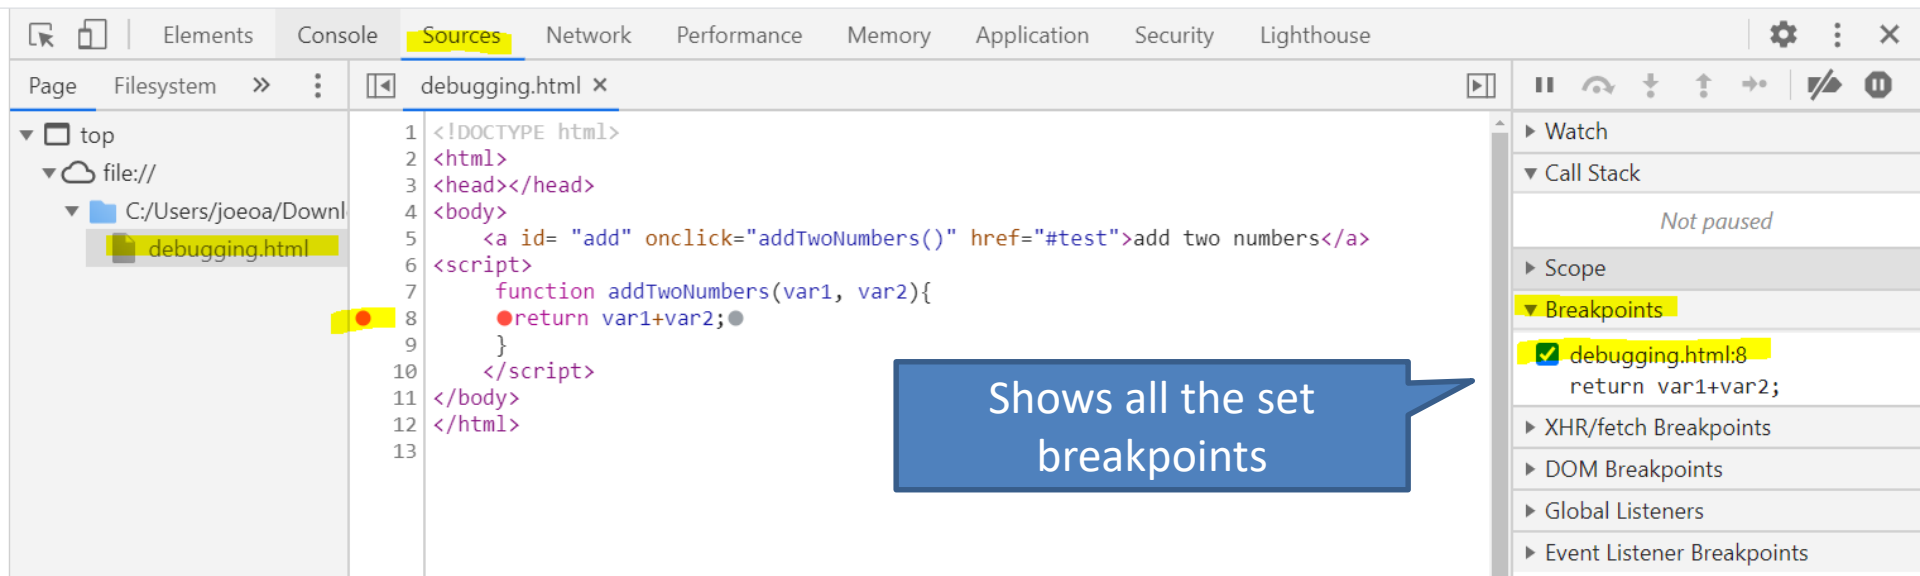 Elements Console Sources Network Performance Memory Application Security Lighthouse
Page Filesystem
top
file://
C:/Users/joeoa/Downl
debugging.html
debugging.html ×
1 <!DOCTYPE html>
2 <html>
3 <head></head>
4 <body>
5 <a id= "add" onclick="addTwoNumbers()" href="#test">add two numbers</a>
6 <script>
7 function addTwoNumbers(var1, var2){
8 return var1+var2;
9 }
10 </script>
11 </body>
12 </html>
13
Shows all the set
breakpoints
Watch
Call Stack
Not paused
Scope
Breakpoints
debugging.html:8
return var1+var2;
XHR/fetch Breakpoints
DOM Breakpoints
Global Listeners
Event Listener Breakpoints